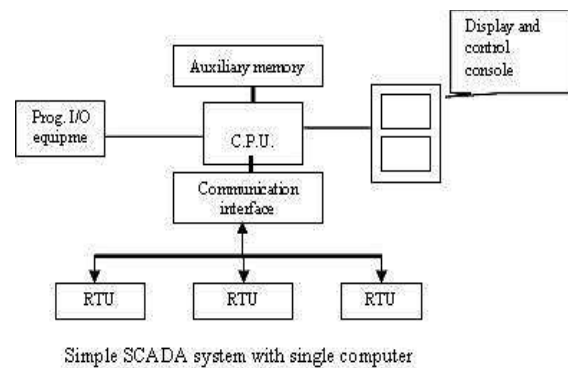 Display and
control
console
Auxiliary memory
Prog. I/O
equipme
C.P.U.
Communication
interface
RTU
RTU
RTU
Simple SCADA system with single computer